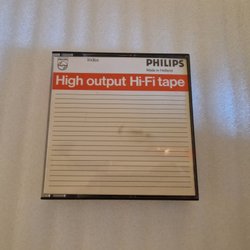 PHILIPS
Made in Holland
High output Hi-Fi tape